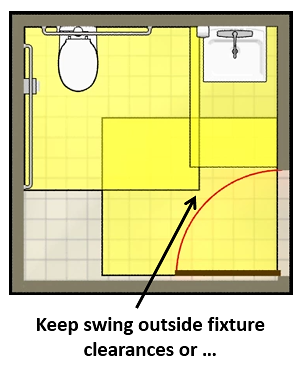 Keep swing outside fixture
clearances or ...